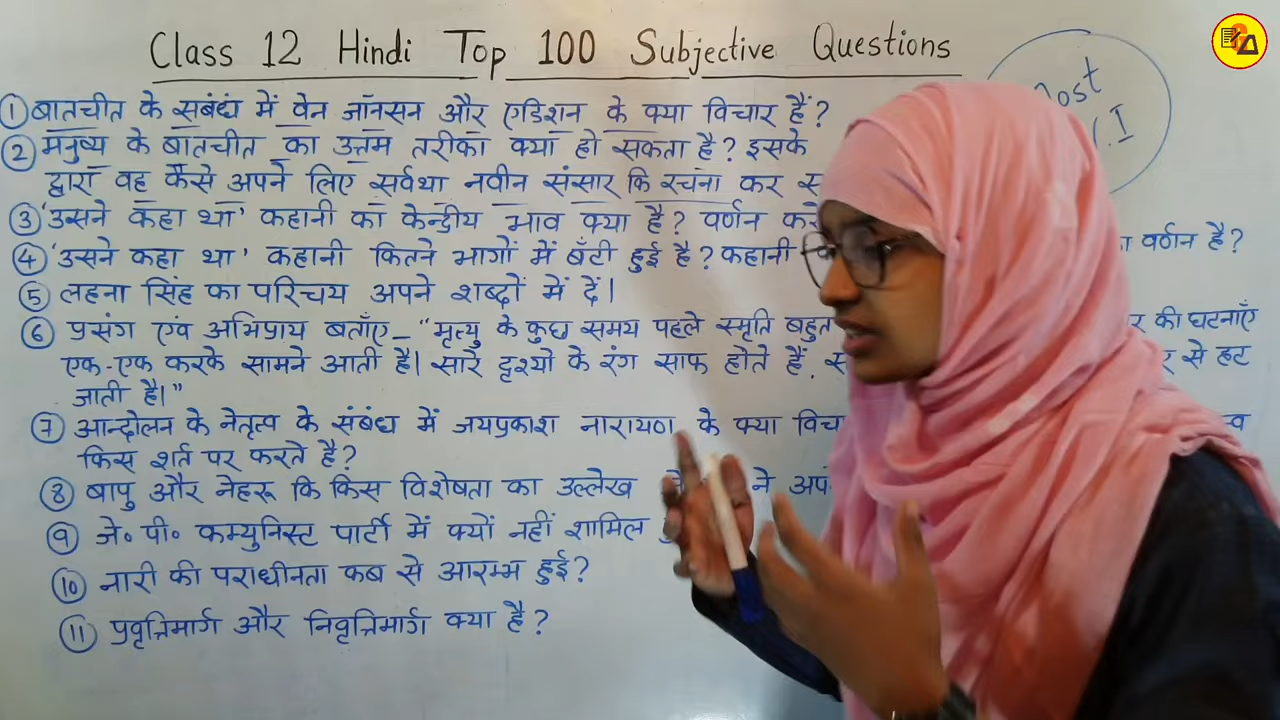 Class 12 Hindi Top 100 Subjective Questions
Most
V.I
① बातचीत के सबंध में वेन जॉनसन और एडिशन के क्या विचार हैं?
② मनुष्य के बातचीत का उत्तम तरीका क्या हो सकता है? इसके
द्वारा वह कैसे अपने लिए सर्वथा नवीन संसार कि रचना कर
③ 'उसने कहा था' कहानी का केन्द्रीय भाव क्या है? वर्णन
④ 'उसने कहा था' कहानी कितने भागों में बँटी हुई है? कहानी वर्णन है?
⑤ लहना सिंह का परिचय अपने शब्दों में दें।
⑥ प्रसंग एवं अभिप्राय बताएँ_ "मृत्यु के कुछ समय पहले स्मृति बहुत की घटनाएँ
एक-एक करके सामने आती हैं। सारे दृश्यों के रंग साफ होते हैं, से हट
जाती है।"
⑦ आन्दोलन के नेतृत्व के संबंध में जयप्रकाश नारायण के क्या
किस शर्त पर करते है?
⑧ बापु और नेहरू कि किस विशेषता का उल्लेख ने
⑨ जे० पी० कम्युनिस्ट पार्टी में क्यों नहीं शामिल
⑩ नारी की पराधीनता कब से आरम्भ हुई?
⑪ प्रवृत्तिमार्ग और निवृत्तिमार्ग क्या है?